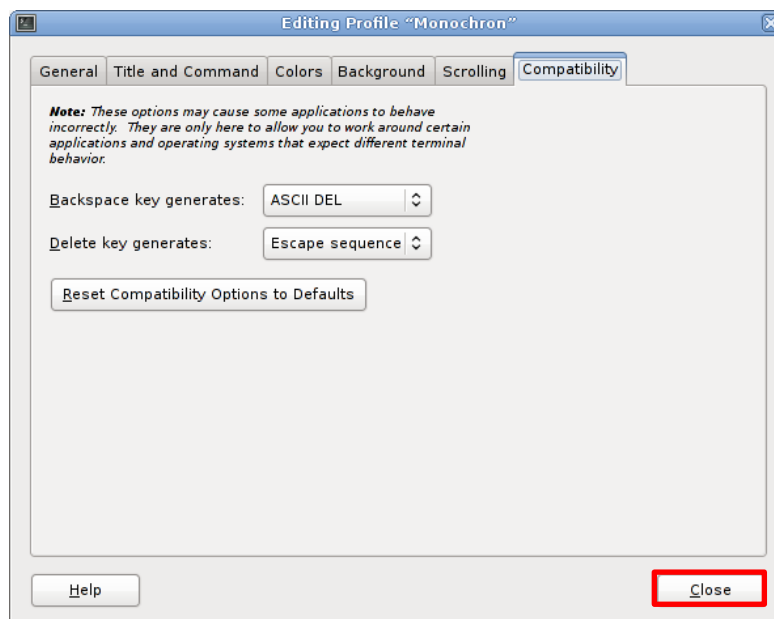 Editing Profile “Monochron”
General Title and Command Colors Background Scrolling Compatibility
Note: These options may cause some applications to behave
incorrectly. They are only here to allow you to work around certain
applications and operating systems that expect different terminal
behavior.
Backspace key generates: ASCII DEL
Delete key generates: Escape sequence
Reset Compatibility Options to Defaults
Help Close